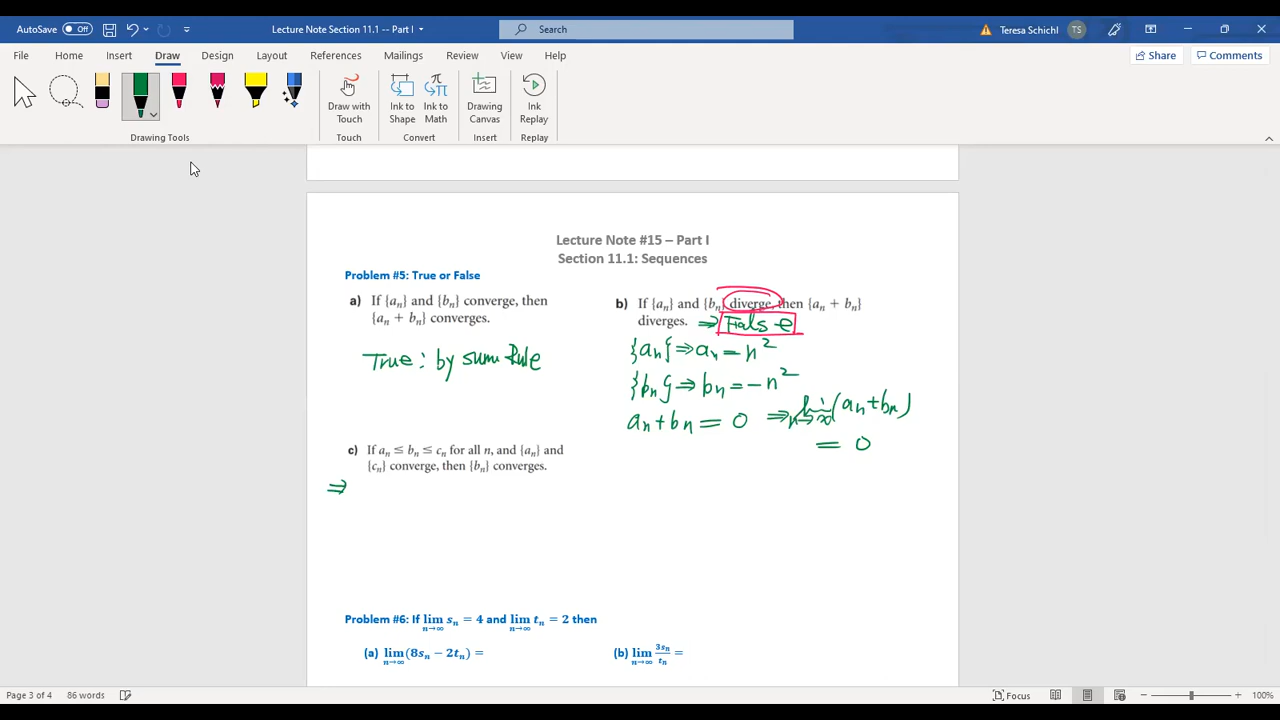 AutoSave Off Lecture Note Section 11.1 -- Part I Search Teresa Schichl TS
File Home Insert Draw Design Layout References Mailings Review View Help Share Comments
Draw with Touch Ink to Shape Ink to Math Drawing Canvas Ink Replay
Drawing Tools Touch Convert Insert Replay
Lecture Note #15 – Part I
Section 11.1: Sequences
Problem #5: True or False
a) If {aₙ} and {bₙ} converge, then
{aₙ + bₙ} converges.
True: by sum Rule
b) If {aₙ} and {bₙ} diverge, then {aₙ + bₙ}
diverges. ⇒ False
{aₙ} ⇒ aₙ = n²
{bₙ} ⇒ bₙ = −n²
aₙ + bₙ = 0 ⇒ lim n→∞ (aₙ + bₙ)
= 0
c) If aₙ ≤ bₙ ≤ cₙ for all n, and {aₙ} and
{cₙ} converge, then {bₙ} converges.
⇒
Problem #6: If lim n→∞ sₙ = 4 and lim n→∞ tₙ = 2 then
(a) lim n→∞ (8sₙ − 2tₙ) =
(b) lim n→∞ 3sₙ/tₙ =
Page 3 of 4 86 words Focus 100%